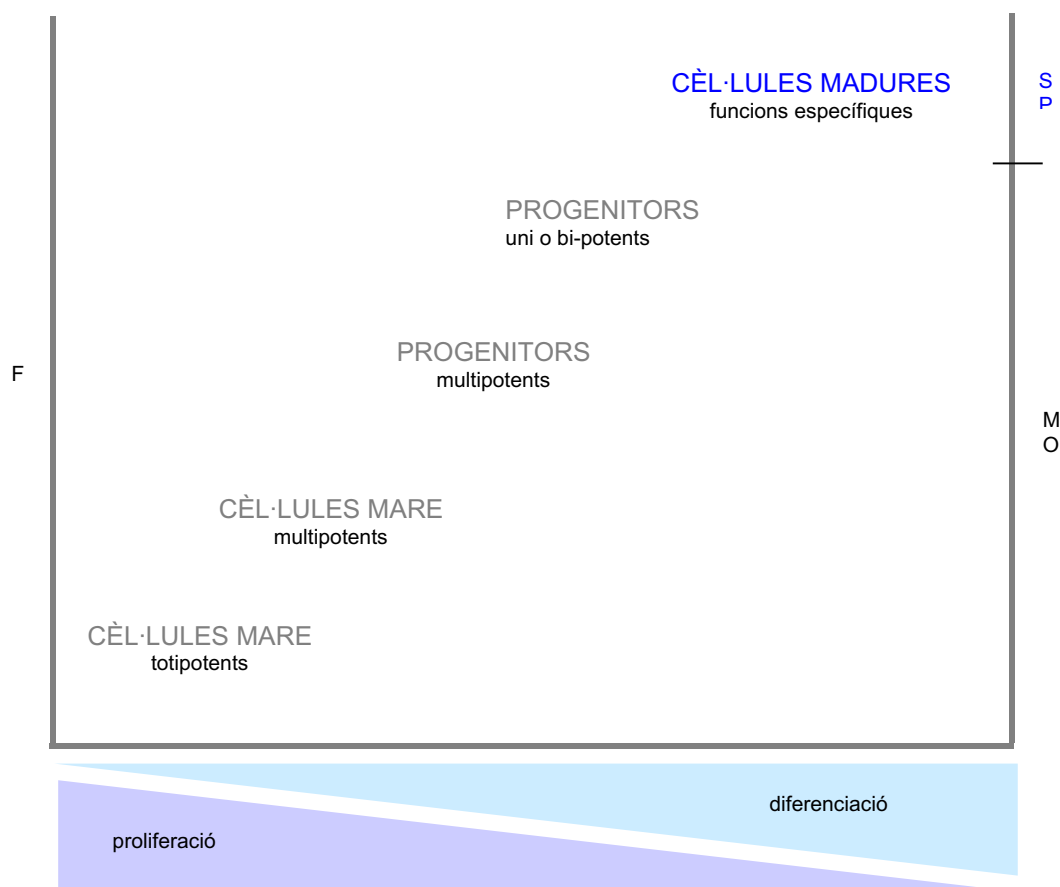 CÈL·LULES MADURES
funcions específiques
S
P
PROGENITORS
uni o bi-potents
PROGENITORS
multipotents
F
M
O
CÈL·LULES MARE
multipotents
CÈL·LULES MARE
totipotents
diferenciació
proliferació